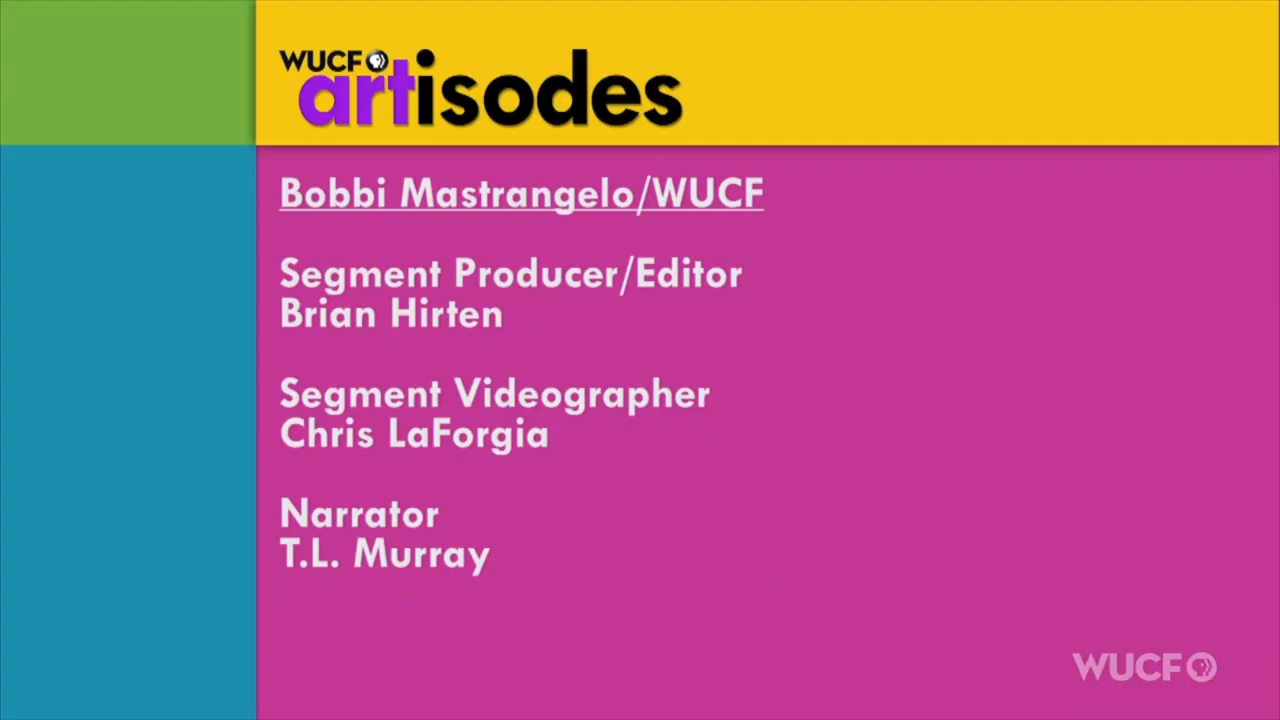 WUCF
artisodes
Bobbi Mastrangelo/WUCF
Segment Producer/Editor
Brian Hirten
Segment Videographer
Chris LaForgia
Narrator
T.L. Murray
WUCF